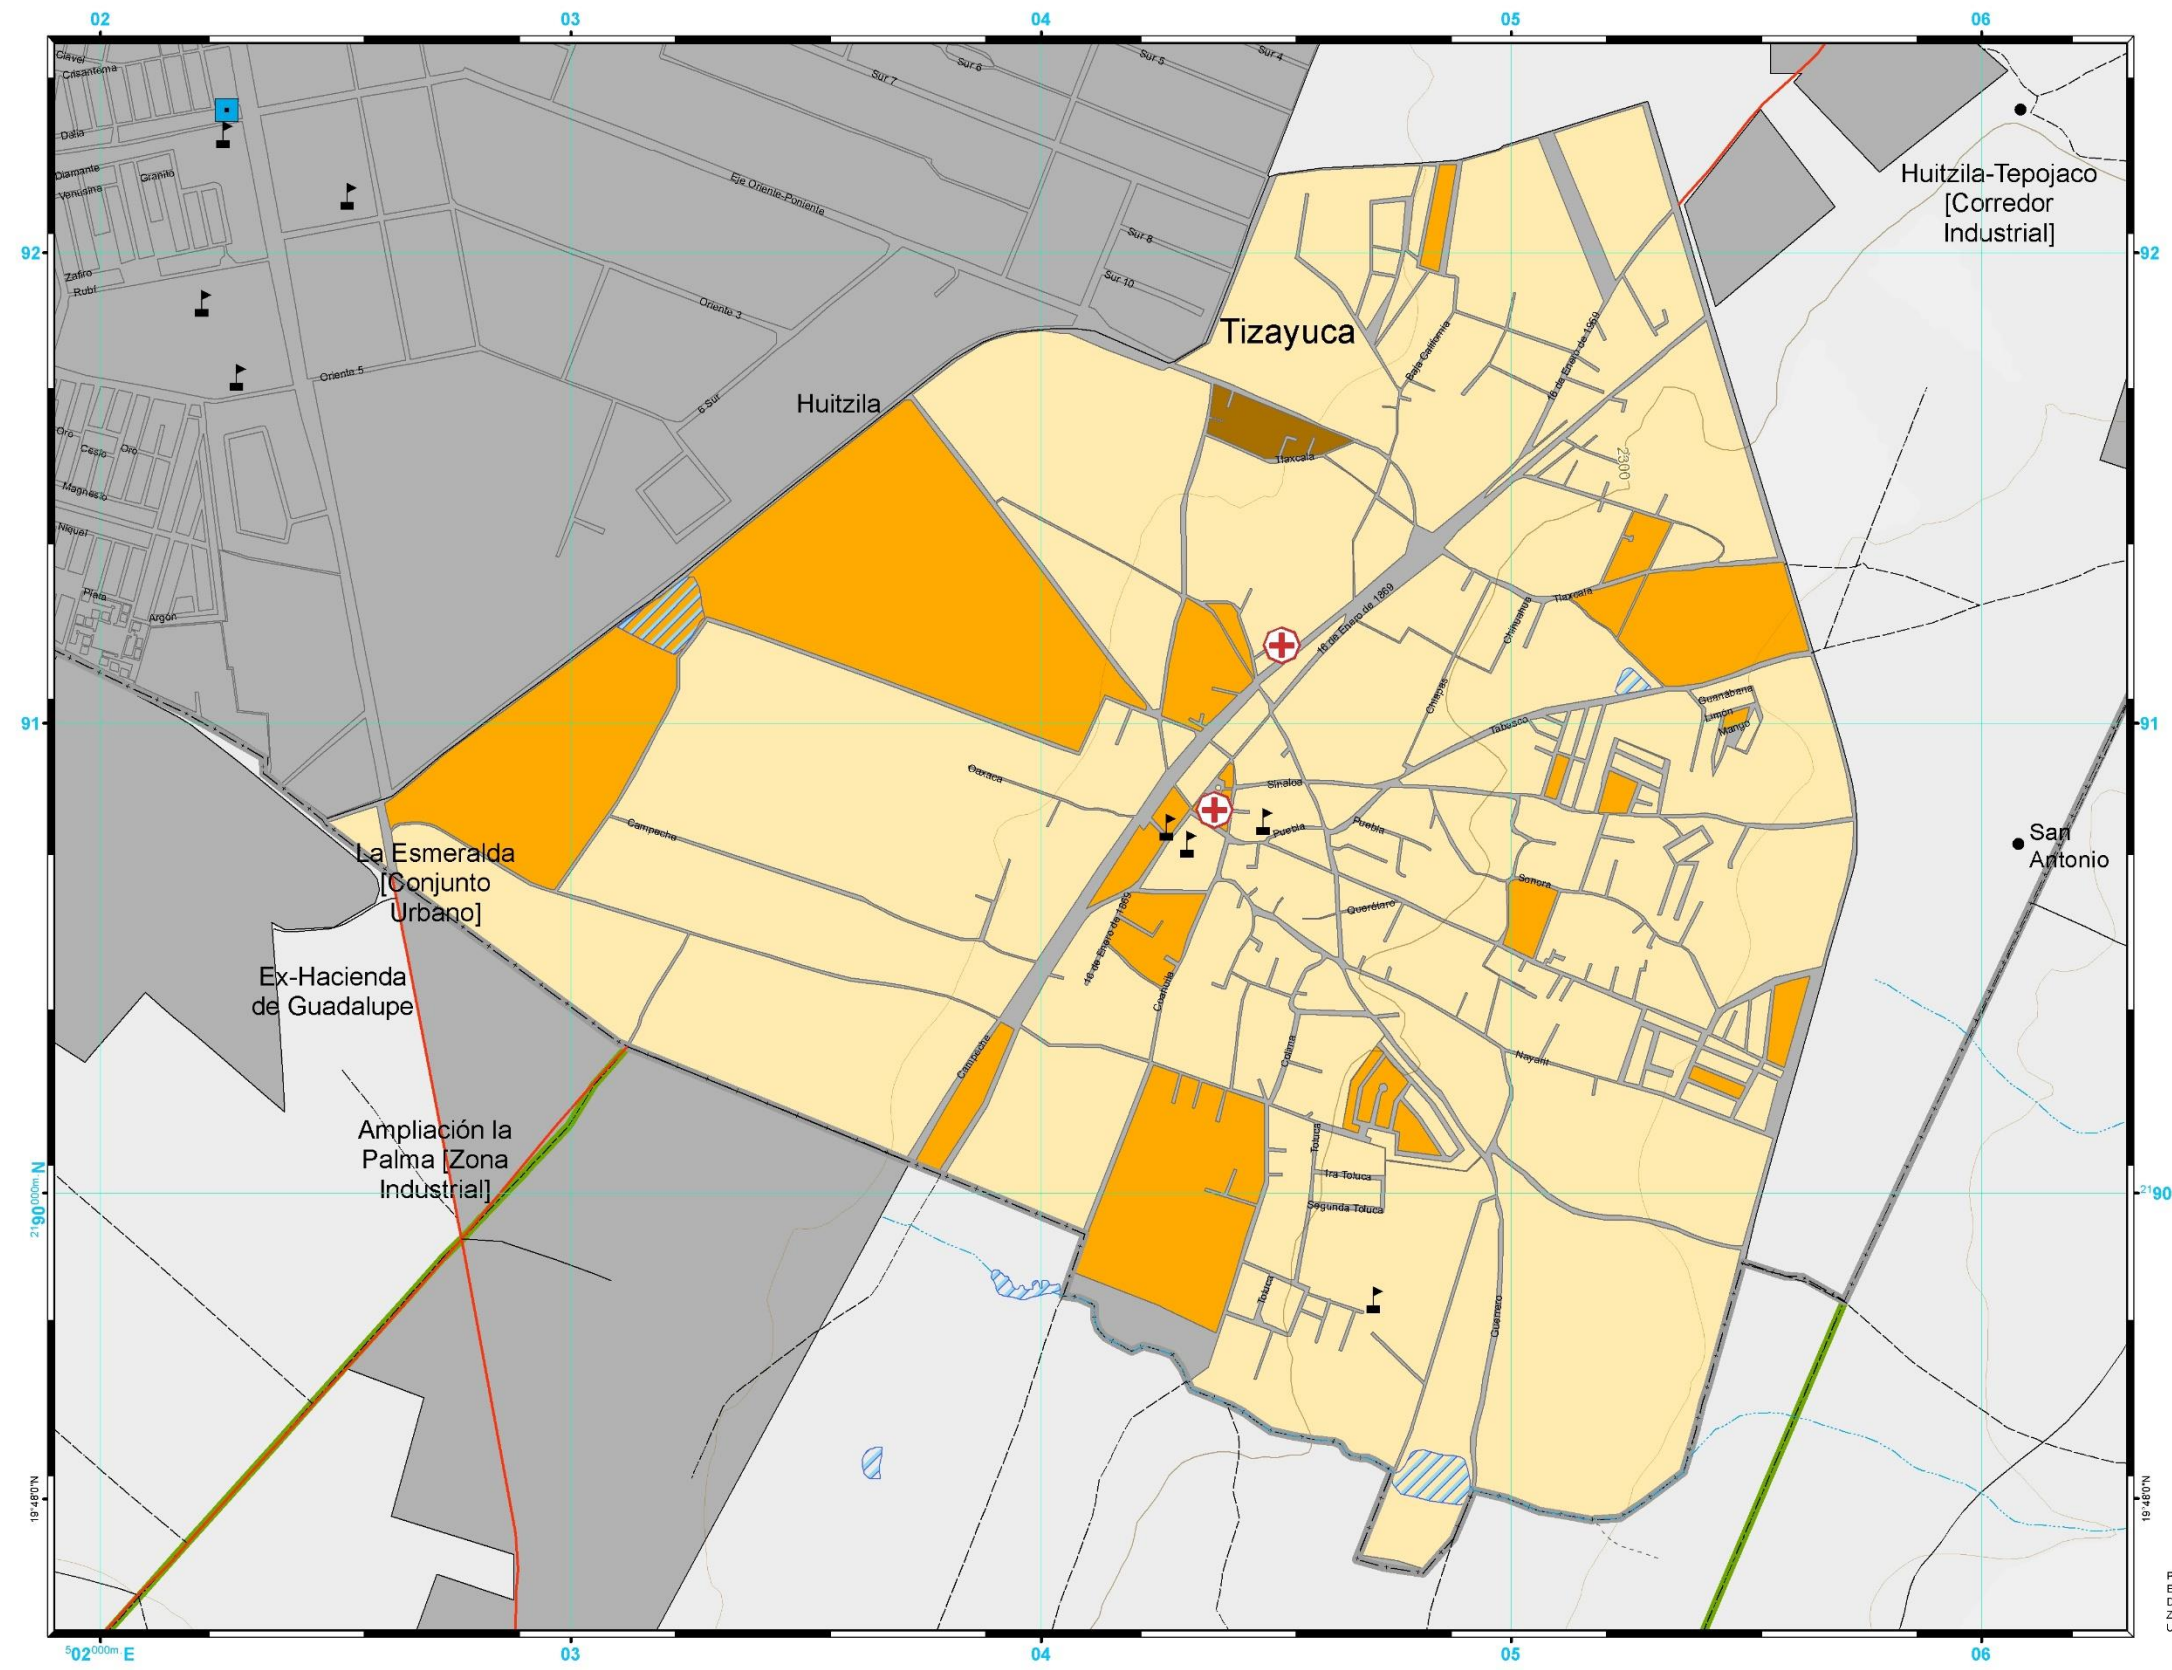 02 03 04 05 06
Clavel
Crisantema
Dalia
Diamante
Venusina
Granito
Zafiro
Rubí
Sur 7
Sur 6
Sur 5
Sur 4
Eje Oriente-Poniente
Sur 8
Sur 10
Oriente 3
Oriente 5
6 Sur
92
92
Huitzila-Tepojaco
[Corredor
Industrial]
Tizayuca
Huitzila
Baja California
16 de Enero de 1969
2300
Tlaxcala
Oro
Cesio
Oro
Magnesio
Niquel
Plata
Argón
16 de Enero de 1869
Chihuahua
Tlaxcala
Chiapas
Tabasco
Guanábana
Limón
Mango
91
91
Oaxaca
Sinaloa
Puebla
Puebla
Campeche
San
Antonio
La Esmeralda
[Conjunto
Urbano]
Sonora
Querétaro
16 de Enero de 1869
Coahuila
Ex-Hacienda
de Guadalupe
Campeche
Colima
Nayarit
Ampliación la
Palma [Zona
Industrial]
Toluca
1ra Toluca
Segunda Toluca
2190000m. N
2190
Toluca
Guerrero
19°48'0"N
19°48'0"N
502000m. E 03 04 05 06